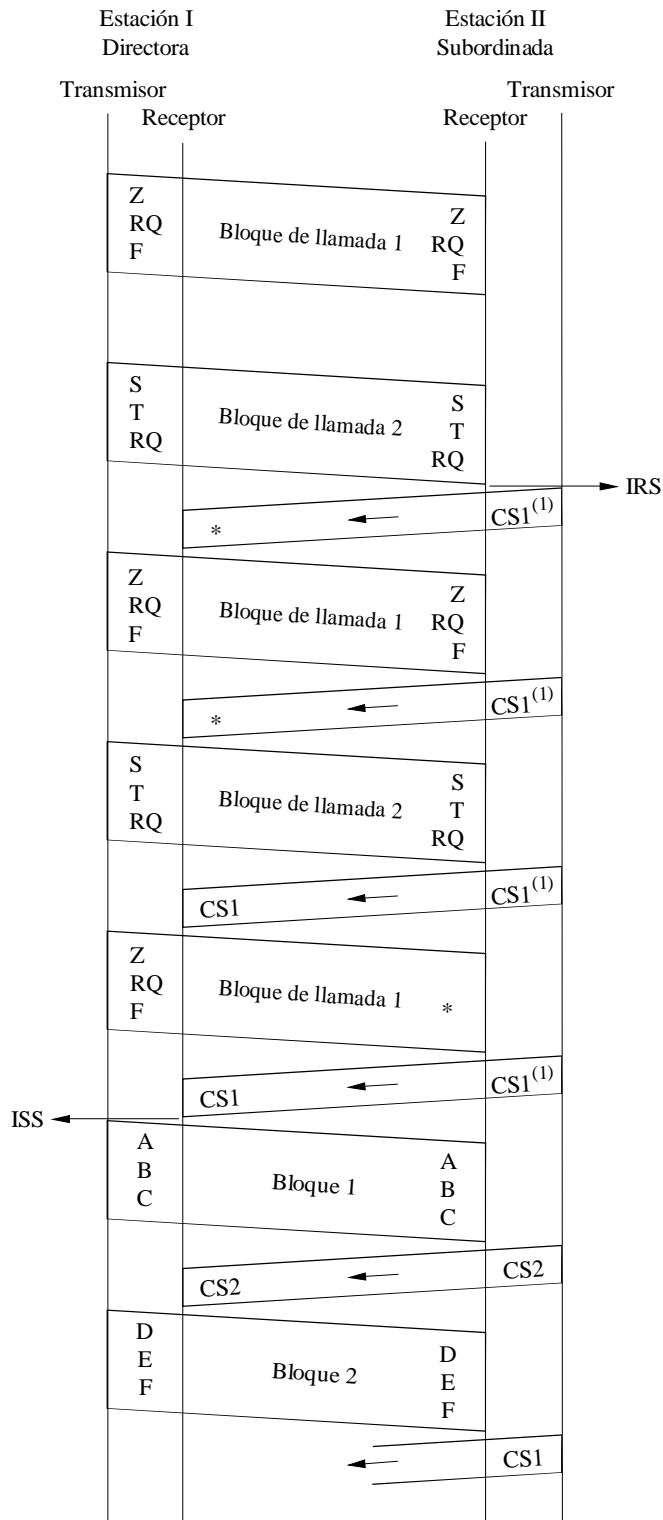 Estación I
Directora
Estación II
Subordinada
Transmisor
Receptor
Receptor
Transmisor
Z
RQ
F
Bloque de llamada 1
Z
RQ
F
S
T
RQ
Bloque de llamada 2
S
T
RQ
IRS
*
CS1(1)
Z
RQ
F
Bloque de llamada 1
Z
RQ
F
*
CS1(1)
S
T
RQ
Bloque de llamada 2
S
T
RQ
CS1
CS1(1)
Z
RQ
F
Bloque de llamada 1
*
CS1
CS1(1)
ISS
A
B
C
Bloque 1
A
B
C
CS2
CS2
D
E
F
Bloque 2
D
E
F
CS1